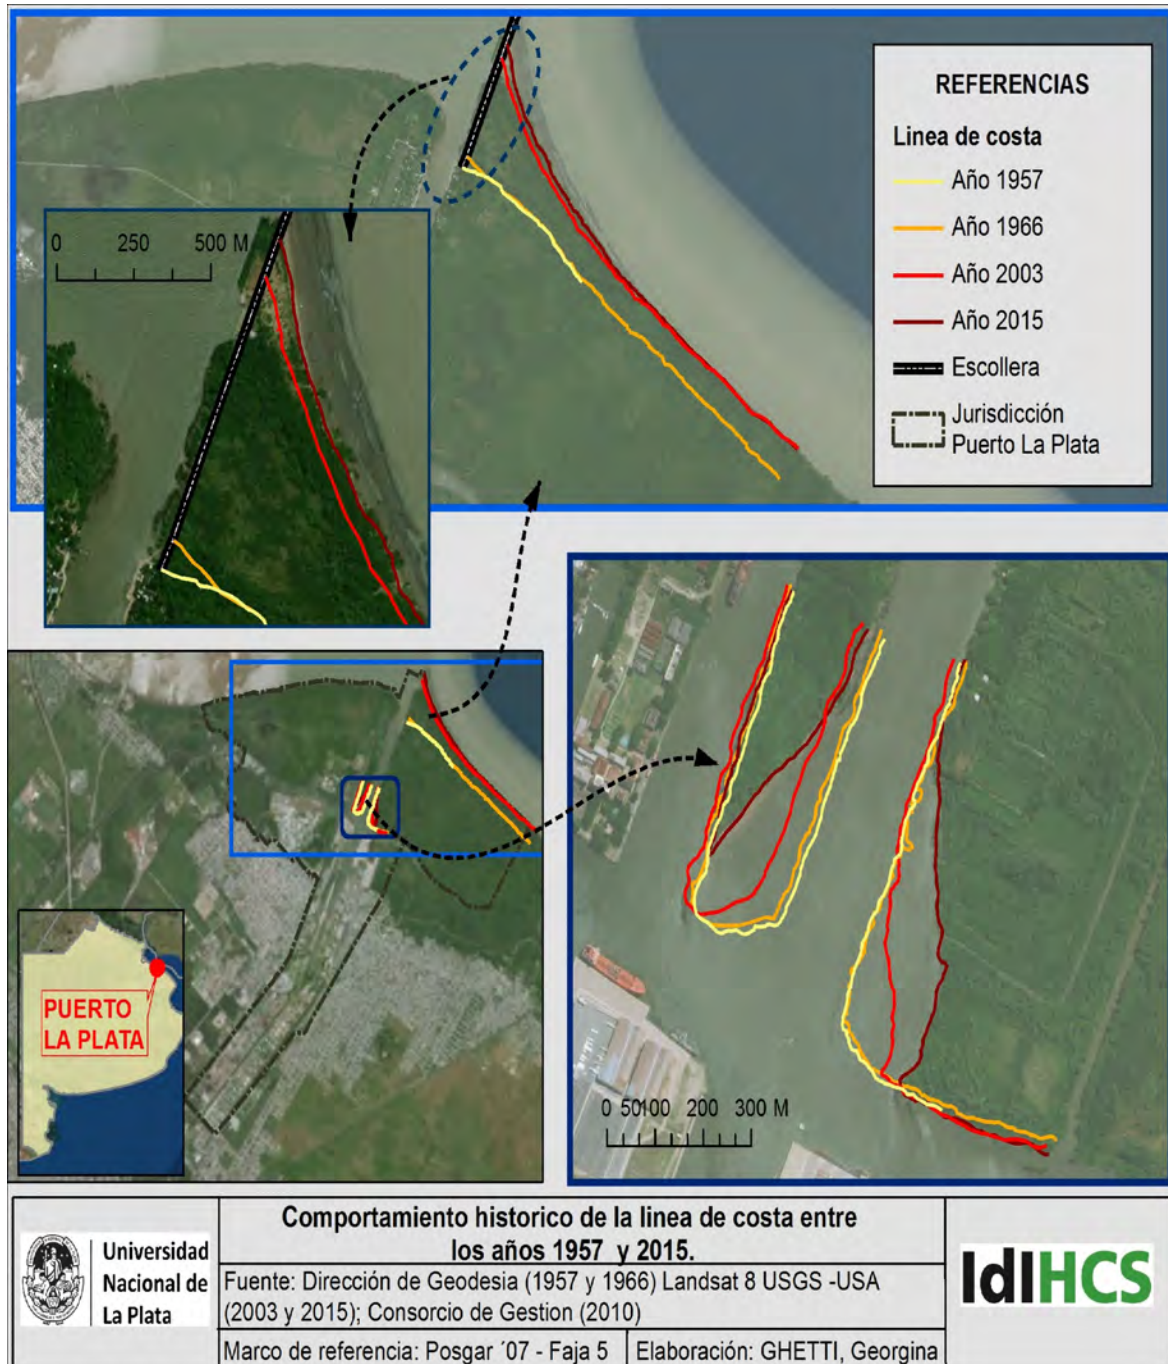 REFERENCIAS
Linea de costa
Año 1957
Año 1966
Año 2003
Año 2015
Escollera
Jurisdicción
Puerto La Plata
0 250 500 M
PUERTO
LA PLATA
0 50100 200 300 M
Universidad
Nacional de
La Plata
Comportamiento historico de la linea de costa entre
los años 1957 y 2015.
Fuente: Dirección de Geodesia (1957 y 1966) Landsat 8 USGS -USA
(2003 y 2015); Consorcio de Gestion (2010)
Marco de referencia: Posgar ´07 - Faja 5
Elaboración: GHETTI, Georgina
IdIHCS